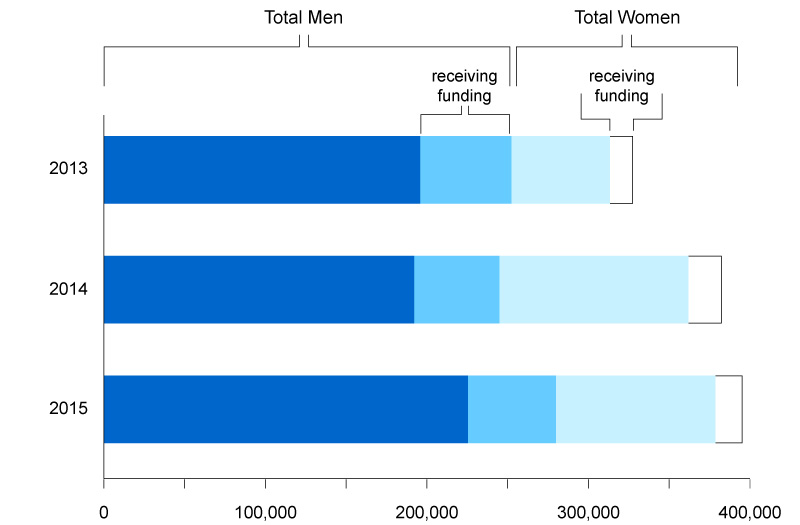 Total Men
Total Women
receiving
funding
receiving
funding
2013
2014
2015
0
100,000
200,000
300,000
400,000